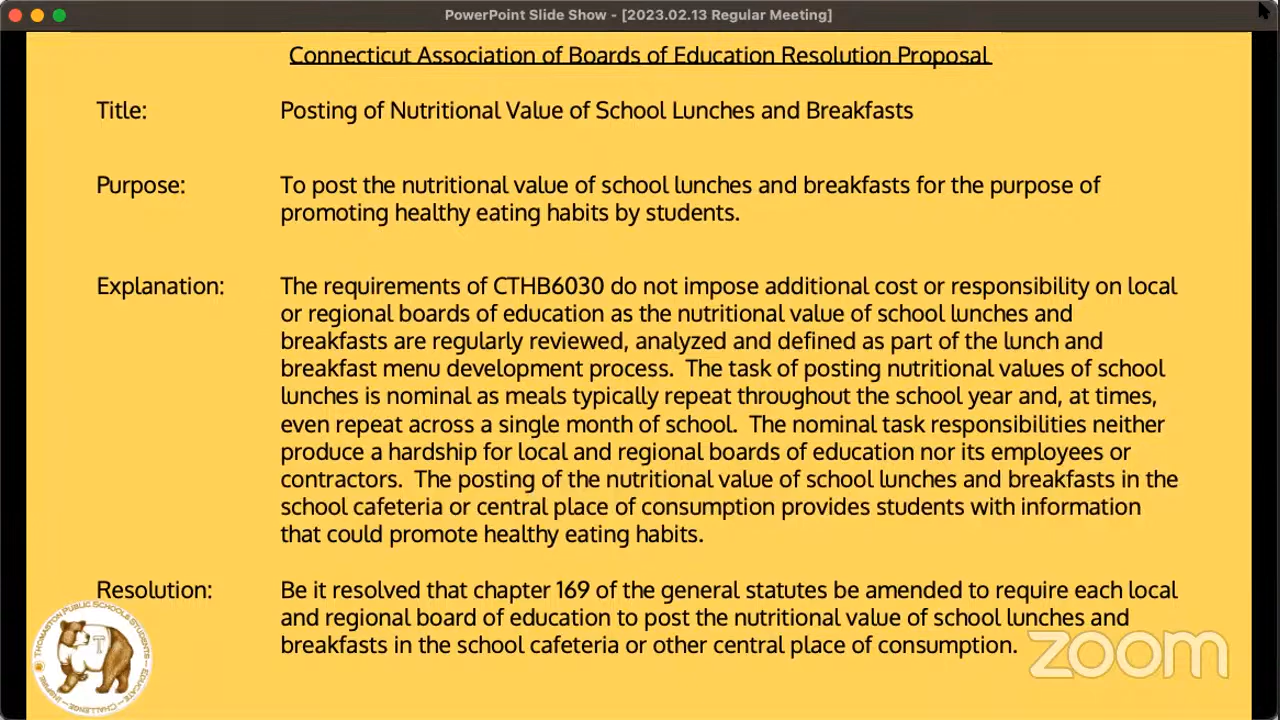 PowerPoint Slide Show - [2023.02.13 Regular Meeting]
Connecticut Association of Boards of Education Resolution Proposal
Title: Posting of Nutritional Value of School Lunches and Breakfasts
Purpose: To post the nutritional value of school lunches and breakfasts for the purpose of
promoting healthy eating habits by students.
Explanation: The requirements of CTHB6030 do not impose additional cost or responsibility on local
or regional boards of education as the nutritional value of school lunches and
breakfasts are regularly reviewed, analyzed and defined as part of the lunch and
breakfast menu development process. The task of posting nutritional values of school
lunches is nominal as meals typically repeat throughout the school year and, at times,
even repeat across a single month of school. The nominal task responsibilities neither
produce a hardship for local and regional boards of education nor its employees or
contractors. The posting of the nutritional value of school lunches and breakfasts in the
school cafeteria or central place of consumption provides students with information
that could promote healthy eating habits.
Resolution: Be it resolved that chapter 169 of the general statutes be amended to require each local
and regional board of education to post the nutritional value of school lunches and
breakfasts in the school cafeteria or other central place of consumption.
THOMASTON PUBLIC SCHOOLS STUDENTS
INSPIRE — CHALLENGE — EDUCATE
T
zoom